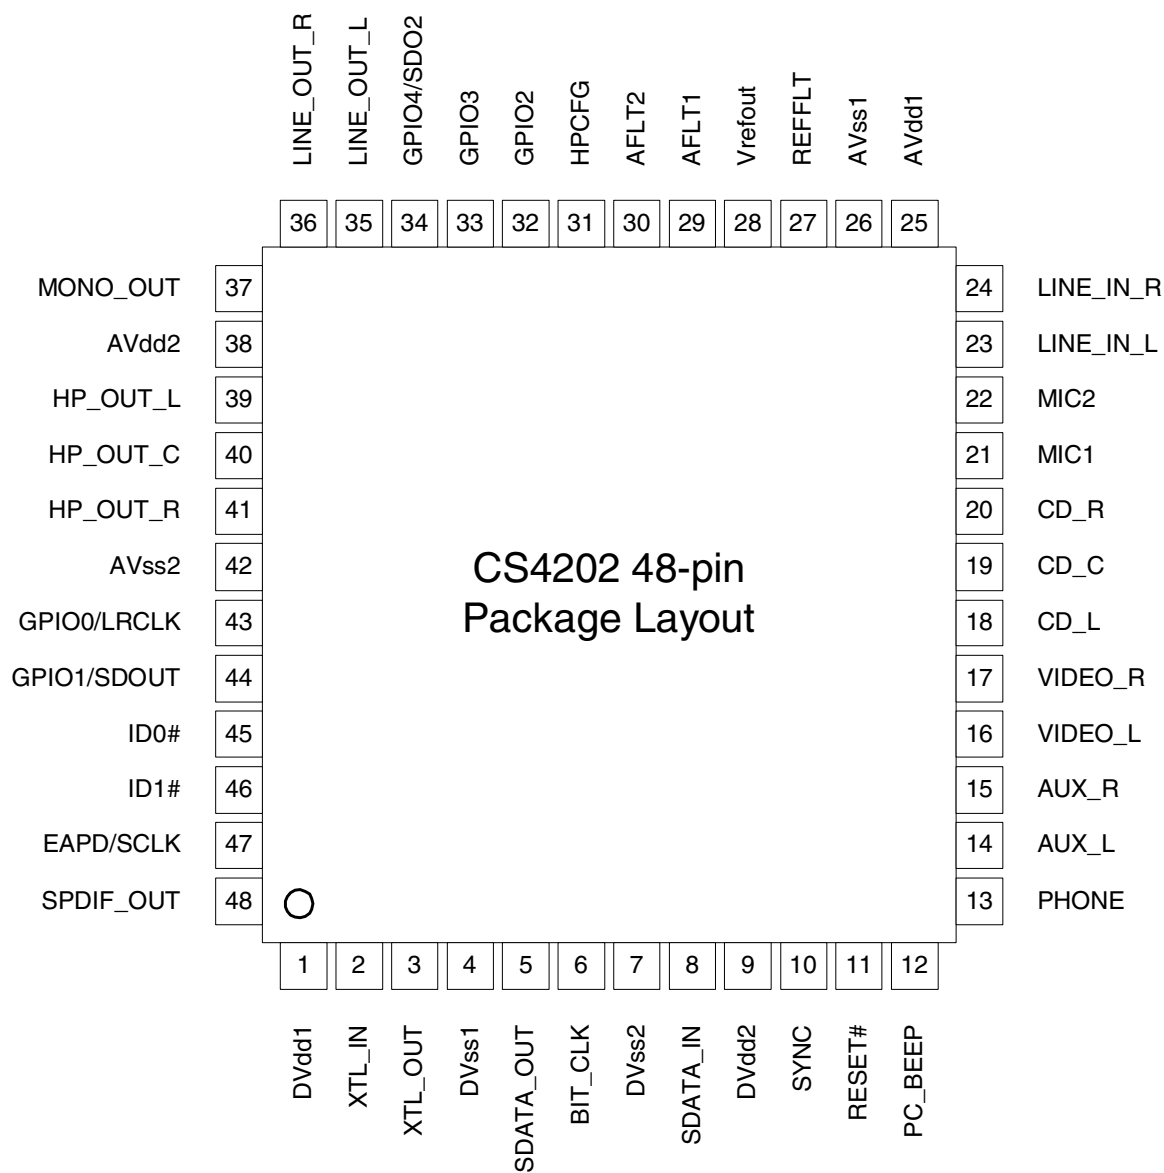 LINE_OUT_R
LINE_OUT_L
GPIO4/SDO2
GPIO3
GPIO2
HPCFG
AFLT2
AFLT1
Vrefout
REFFLT
AVss1
AVdd1
36 35 34 33 32 31 30 29 28 27 26 25
MONO_OUT 37 24 LINE_IN_R
AVdd2 38 23 LINE_IN_L
HP_OUT_L 39 22 MIC2
HP_OUT_C 40 21 MIC1
HP_OUT_R 41 20 CD_R
AVss2 42 19 CD_C
GPIO0/LRCLK 43 18 CD_L
GPIO1/SDOUT 44 17 VIDEO_R
ID0# 45 16 VIDEO_L
ID1# 46 15 AUX_R
EAPD/SCLK 47 14 AUX_L
SPDIF_OUT 48 13 PHONE
CS4202 48-pin
Package Layout
1 2 3 4 5 6 7 8 9 10 11 12
DVdd1
XTL_IN
XTL_OUT
DVss1
SDATA_OUT
BIT_CLK
DVss2
SDATA_IN
DVdd2
SYNC
RESET#
PC_BEEP